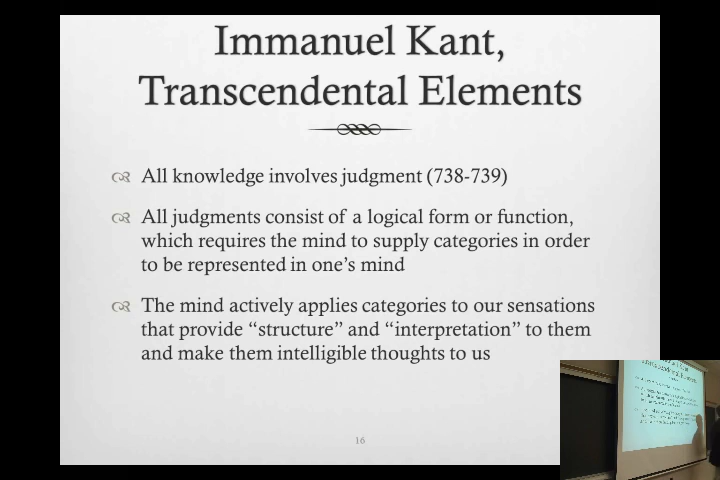 Immanuel Kant,
Transcendental Elements
All knowledge involves judgment (738-739)
All judgments consist of a logical form or function,
which requires the mind to supply categories in order
to be represented in one's mind
The mind actively applies categories to our sensations
that provide “structure” and “interpretation” to them
and make them intelligible thoughts to us
16